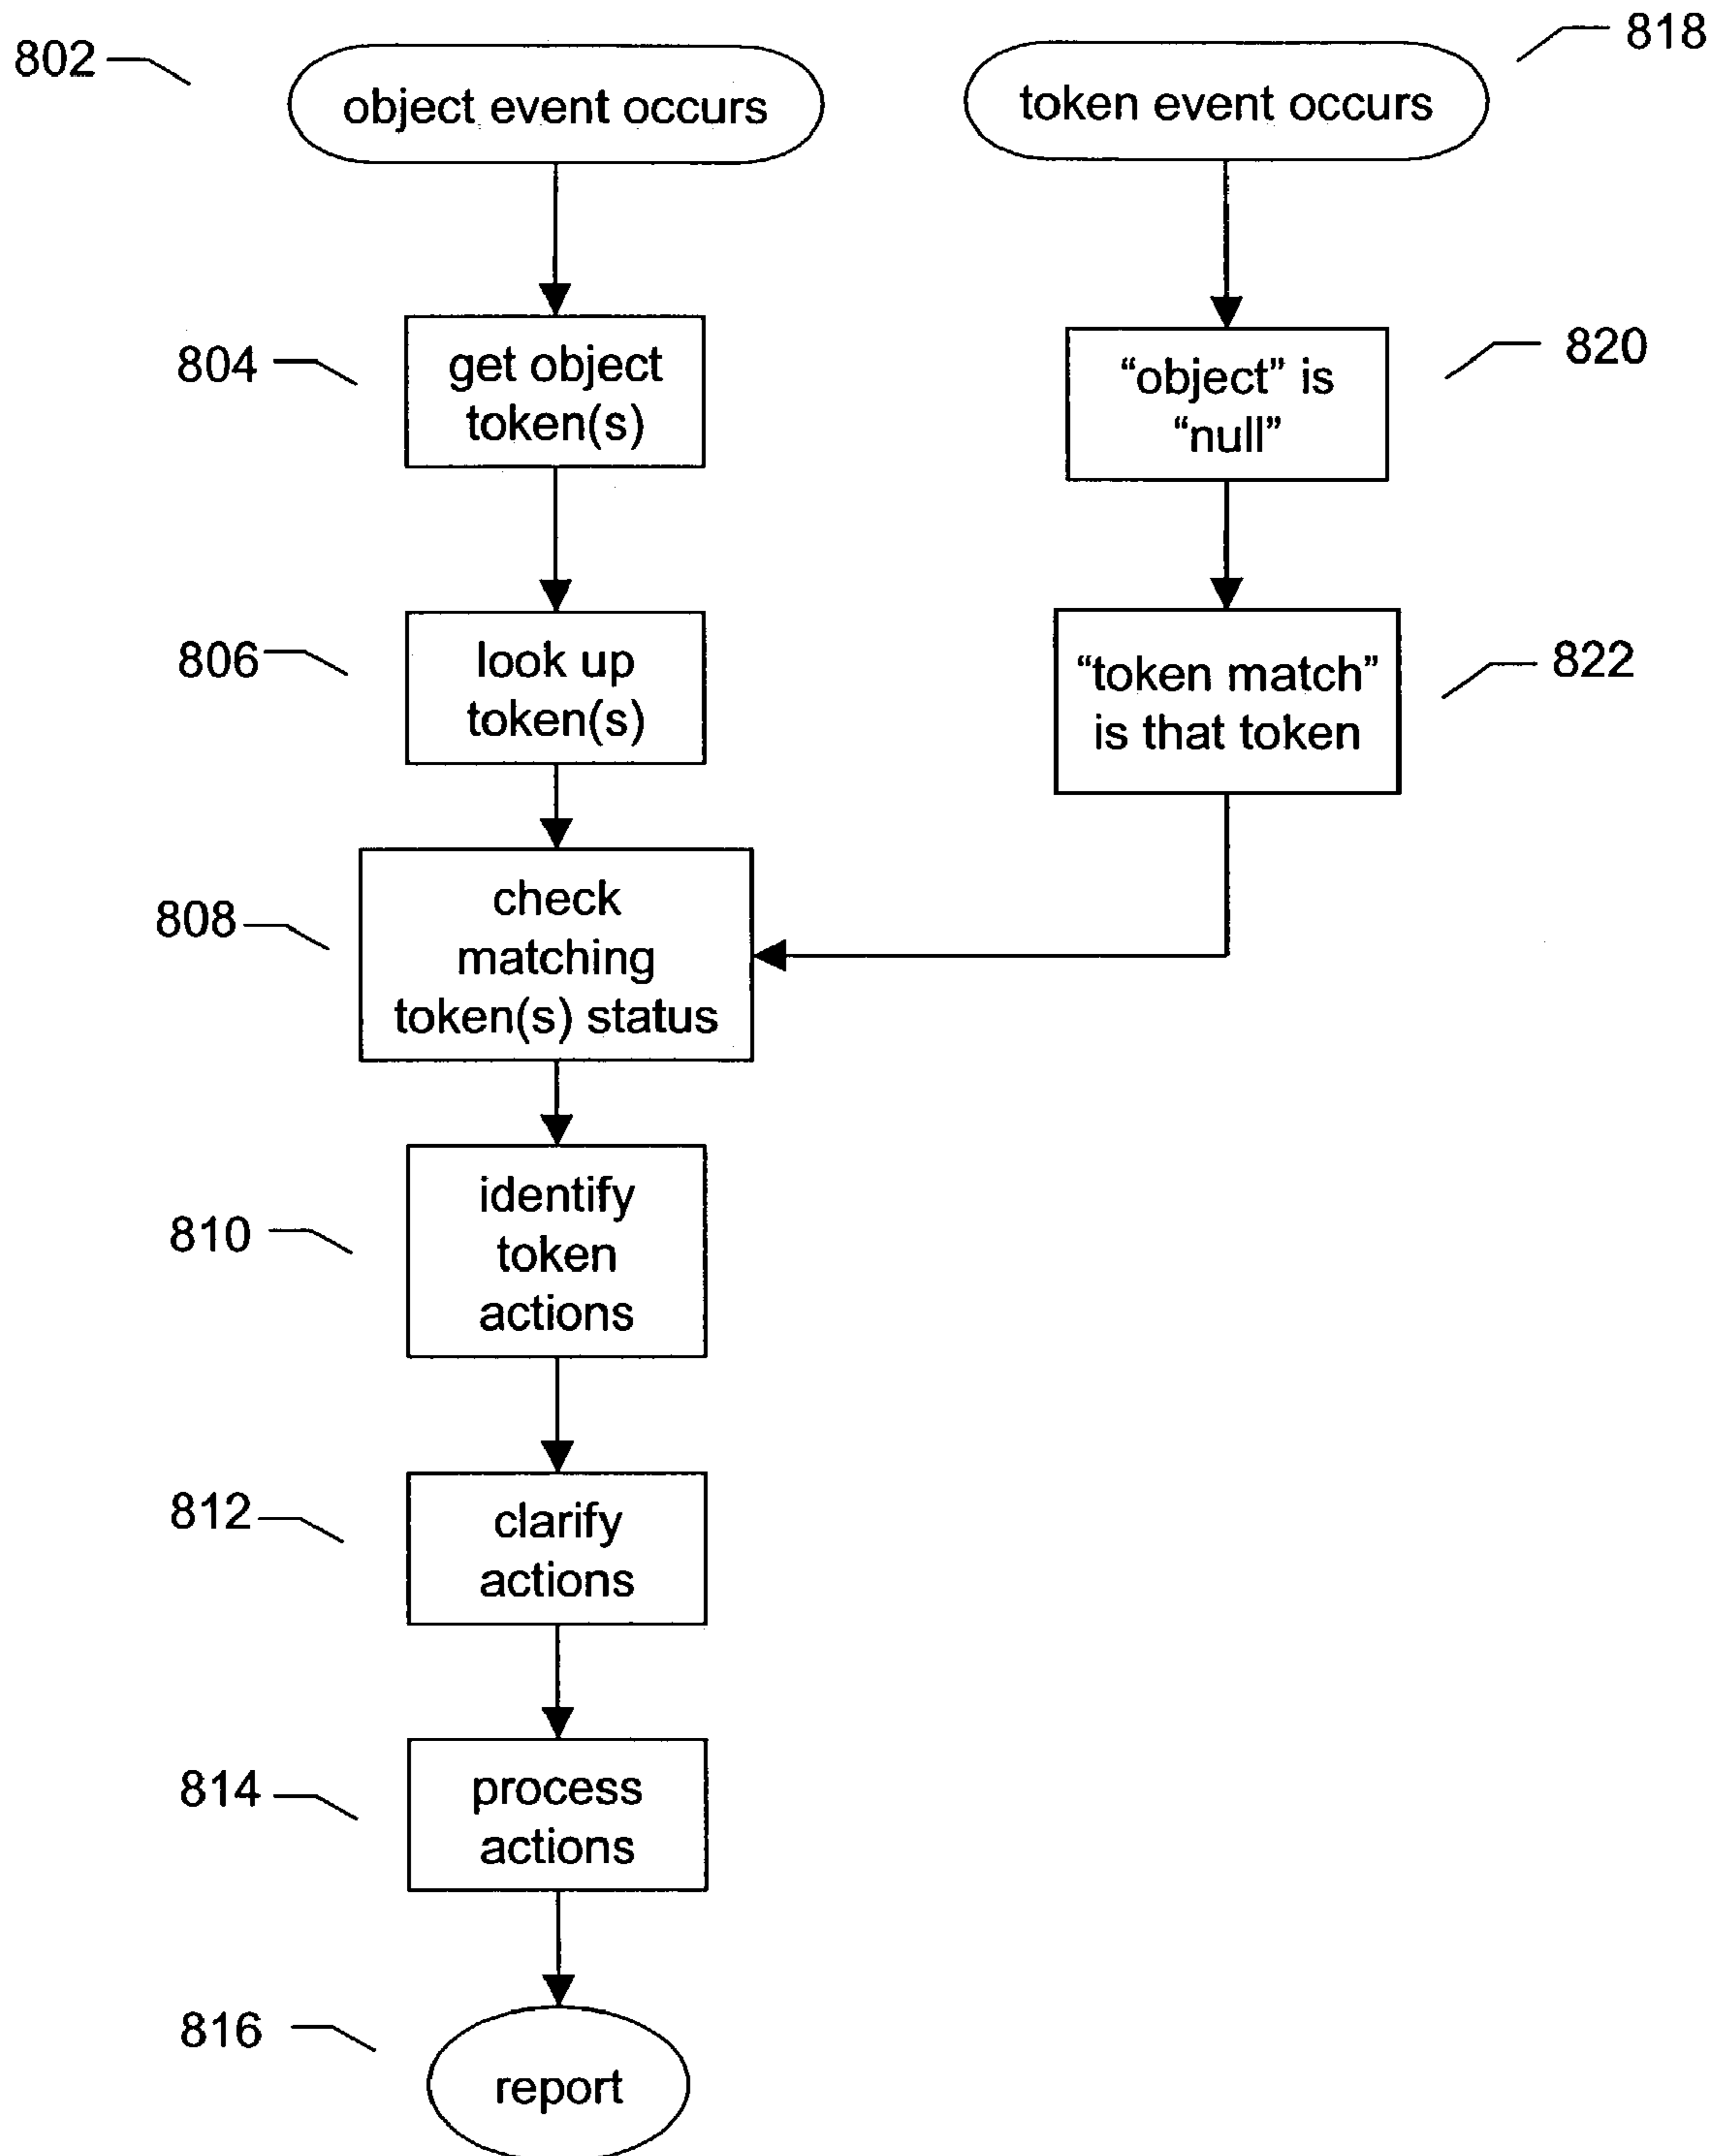 802
object event occurs
token event occurs
818
804
get object
token(s)
“object” is
“null”
820
806
look up
token(s)
“token match”
is that token
822
808
check
matching
token(s) status
810
identify
token
actions
812
clarify
actions
814
process
actions
816
report